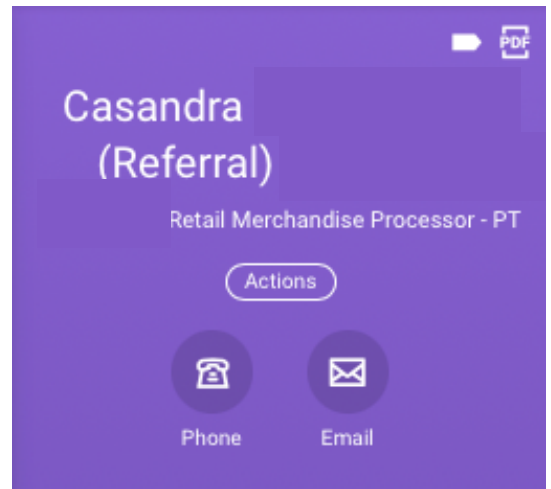 PDF
Casandra
(Referral)
Retail Merchandise Processor - PT
Actions
Phone
Email